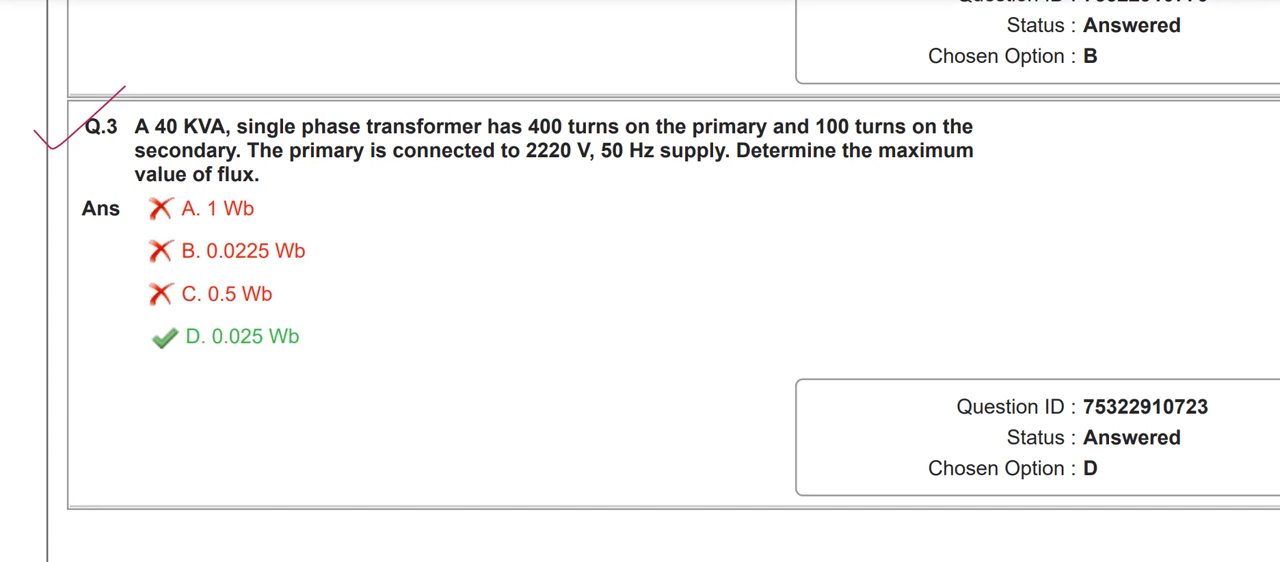 Status : Answered
Chosen Option : B
Q.3 A 40 KVA, single phase transformer has 400 turns on the primary and 100 turns on the
secondary. The primary is connected to 2220 V, 50 Hz supply. Determine the maximum
value of flux.
Ans A. 1 Wb
B. 0.0225 Wb
C. 0.5 Wb
D. 0.025 Wb
Question ID : 75322910723
Status : Answered
Chosen Option : D